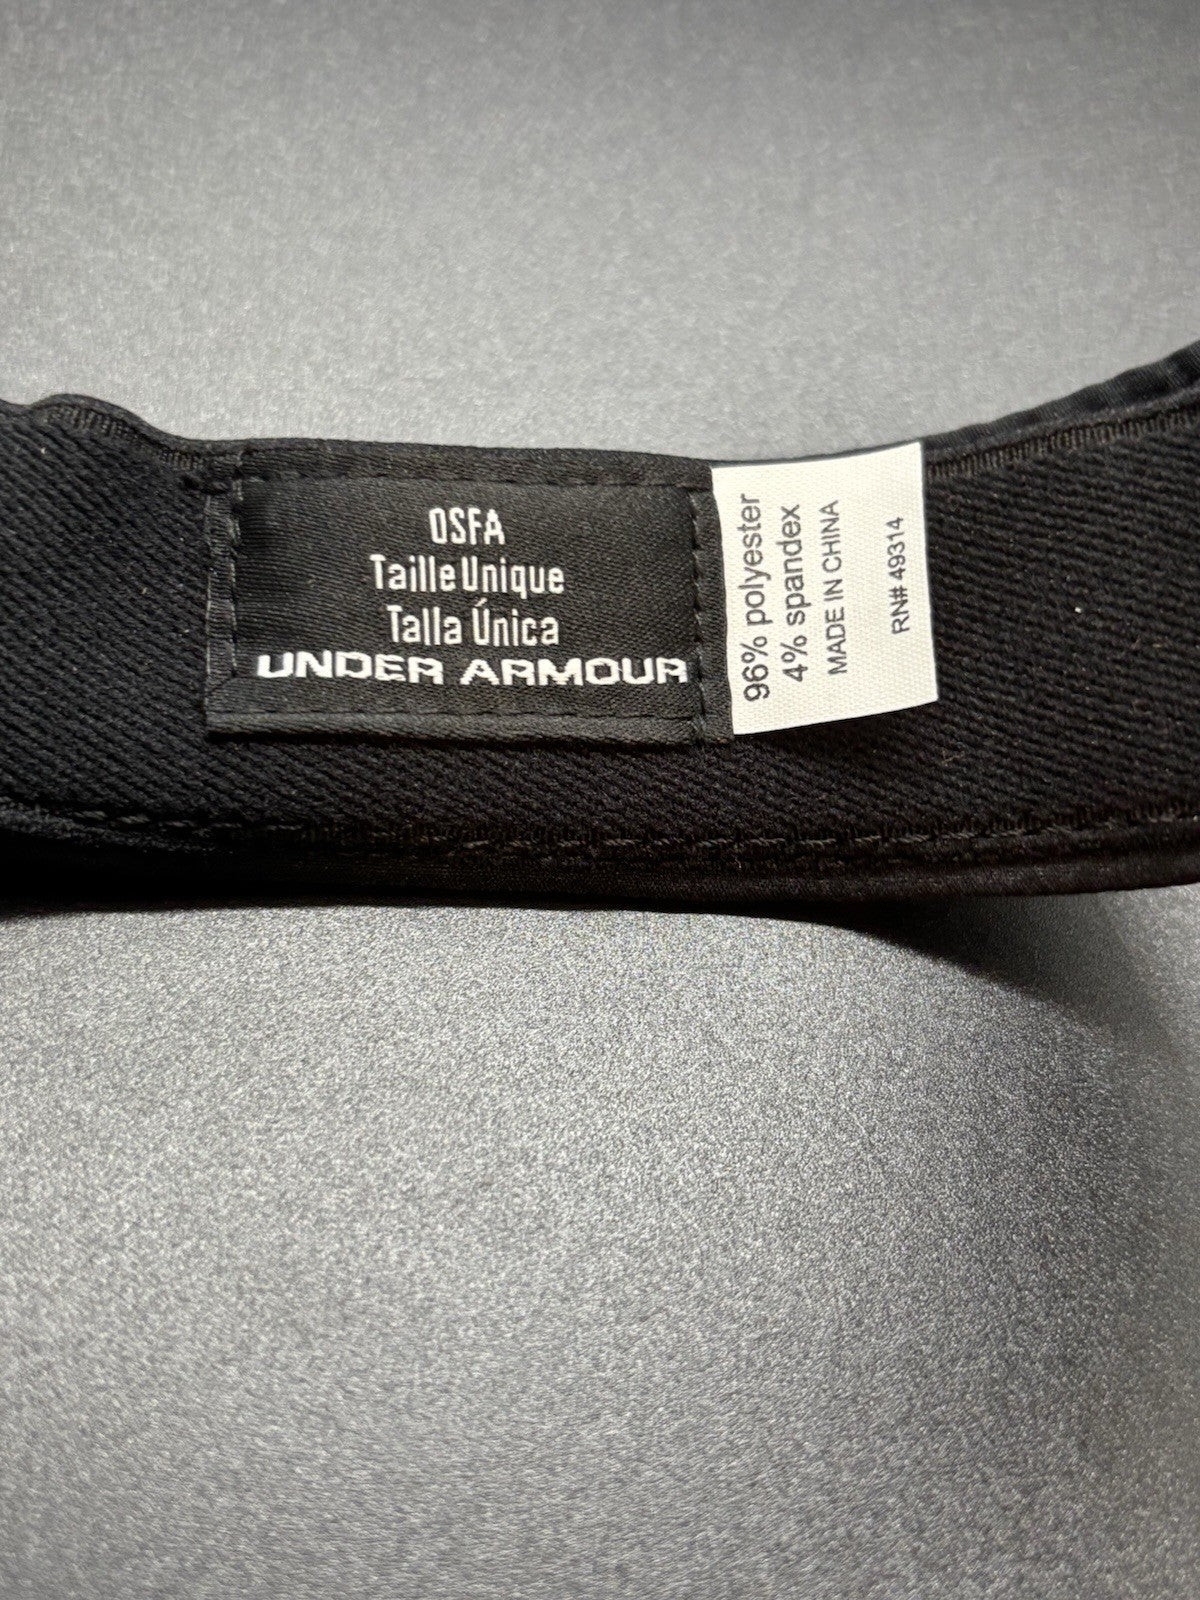 OSFA
Taille Unique
Talla Única
UNDER ARMOUR
96% polyester
4% spandex
MADE IN CHINA
RN# 49314